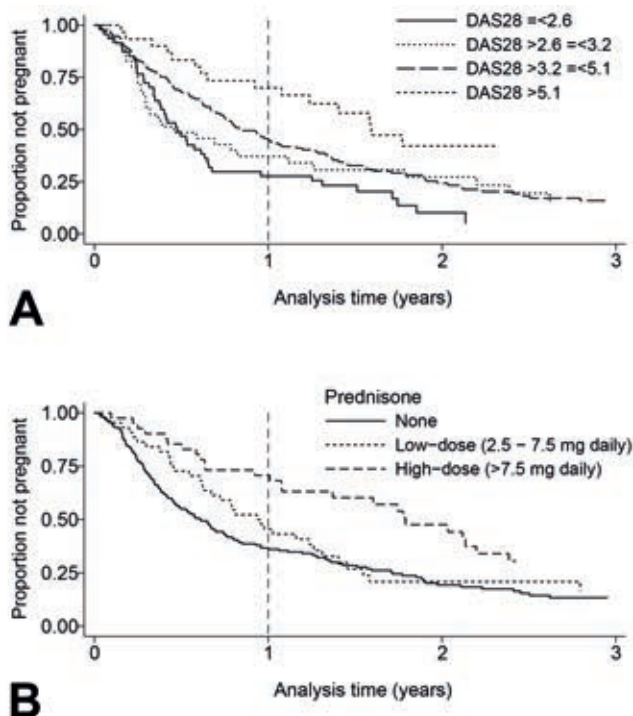 1.00
0.75
0.50
0.25
0.00
Proportion not pregnant
DAS28 =<2.6
DAS28 >2.6 =<3.2
DAS28 >3.2 =<5.1
DAS28 >5.1
0 1 2 3
Analysis time (years)
A
1.00
0.75
0.50
0.25
0.00
Proportion not pregnant
Prednisone
None
Low−dose (2.5 − 7.5 mg daily)
High−dose (>7.5 mg daily)
0 1 2 3
Analysis time (years)
B